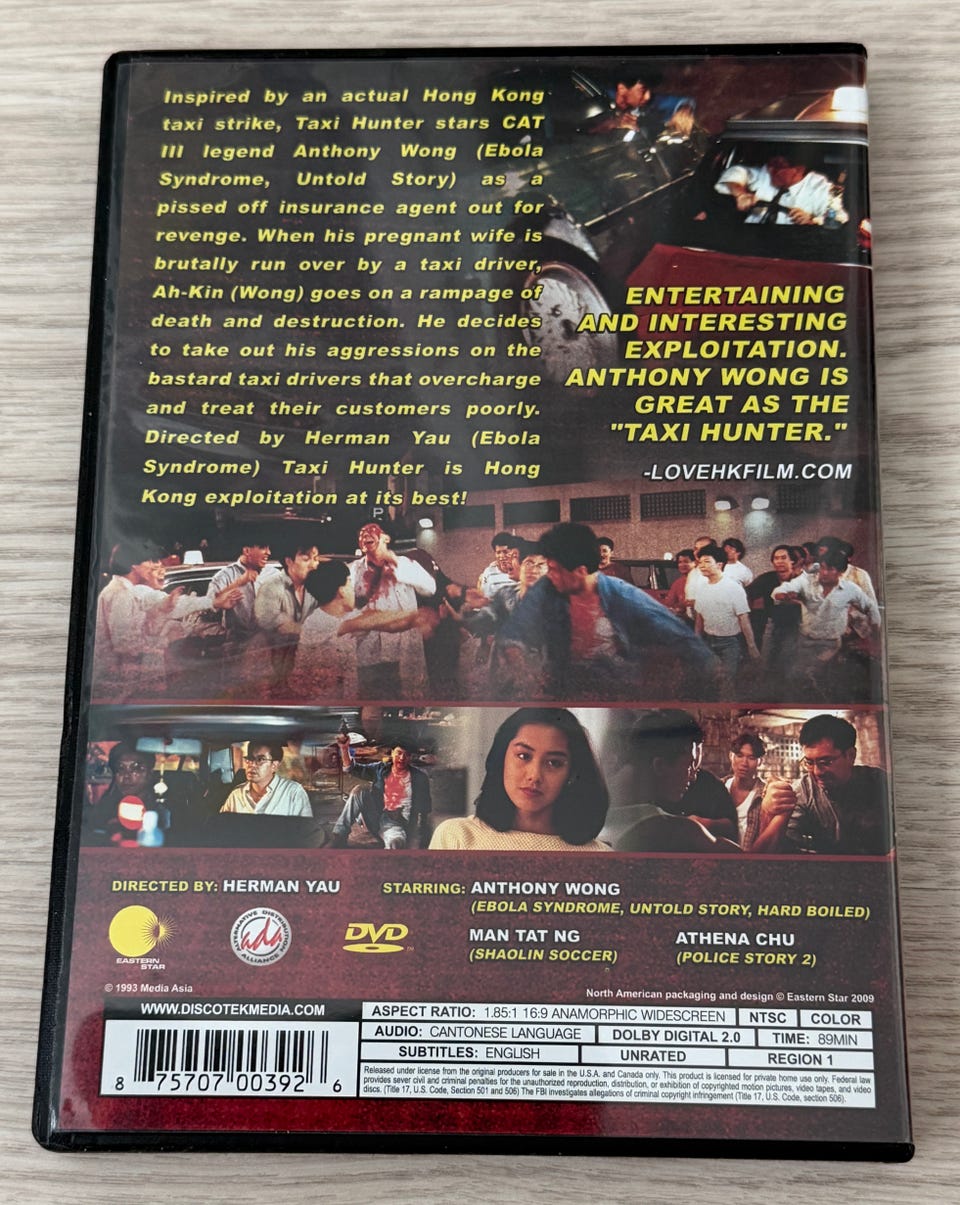 Inspired by an actual Hong Kong
taxi strike, Taxi Hunter stars CAT
III legend Anthony Wong (Ebola
Syndrome, Untold Story) as a
pissed off insurance agent out for
revenge. When his pregnant wife is
brutally run over by a taxi driver,
Ah-Kin (Wong) goes on a rampage of
death and destruction. He decides
to take out his aggressions on the
bastard taxi drivers that overcharge
and treat their customers poorly.
Directed by Herman Yau (Ebola
Syndrome) Taxi Hunter is Hong
Kong exploitation at its best!
ENTERTAINING
AND INTERESTING
EXPLOITATION.
ANTHONY WONG IS
GREAT AS THE
"TAXI HUNTER."
-LOVEHKFILM.COM
P
DIRECTED BY: HERMAN YAU
STARRING: ANTHONY WONG
(EBOLA SYNDROME, UNTOLD STORY, HARD BOILED)
MAN TAT NG
(SHAOLIN SOCCER)
ATHENA CHU
(POLICE STORY 2)
EASTERN
STAR
ALTERNATIVE DISTRIBUTION
ada
ALLIANCE
DVD
© 1993 Media Asia
North American packaging and design © Eastern Star 2009
WWW.DISCOTEKMEDIA.COM
8 75707 00392 6
ASPECT RATIO: 1.85:1 16:9 ANAMORPHIC WIDESCREEN NTSC COLOR
AUDIO: CANTONESE LANGUAGE DOLBY DIGITAL 2.0 TIME: 89MIN
SUBTITLES: ENGLISH UNRATED REGION 1
Released under license from the original producers for sale in the U.S.A. and Canada only. This product is licensed for private home use only. Federal law
provides sever civil and criminal penalties for the unauthorized reproduction, distribution, or exhibition of copyrighted motion pictures, video tapes, and video
discs. (Title 17, U.S. Code, Section 501 and 506) The FBI investigates allegations of criminal copyright infringement (Title 17, U.S. Code, section 506).